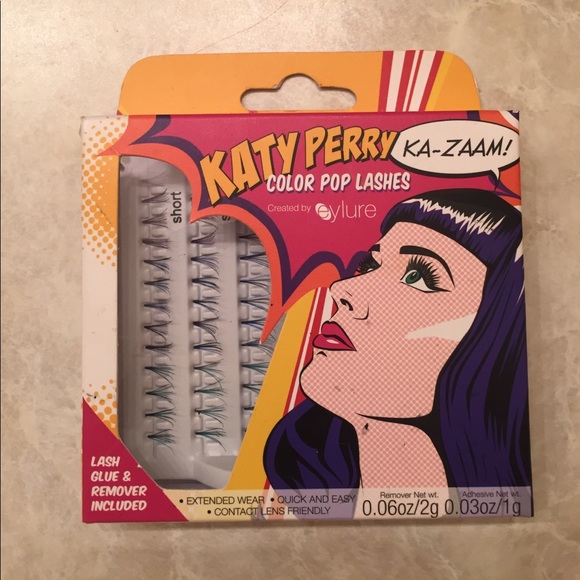 KATY PERRY
COLOR POP LASHES
Created by eylure
KA-ZAAM!
short
LASH
GLUE &
REMOVER
INCLUDED
• EXTENDED WEAR • QUICK AND EASY
• CONTACT LENS FRIENDLY
Remover Net wt. Adhesive Net wt.
0.06oz/2g 0.03oz/1g